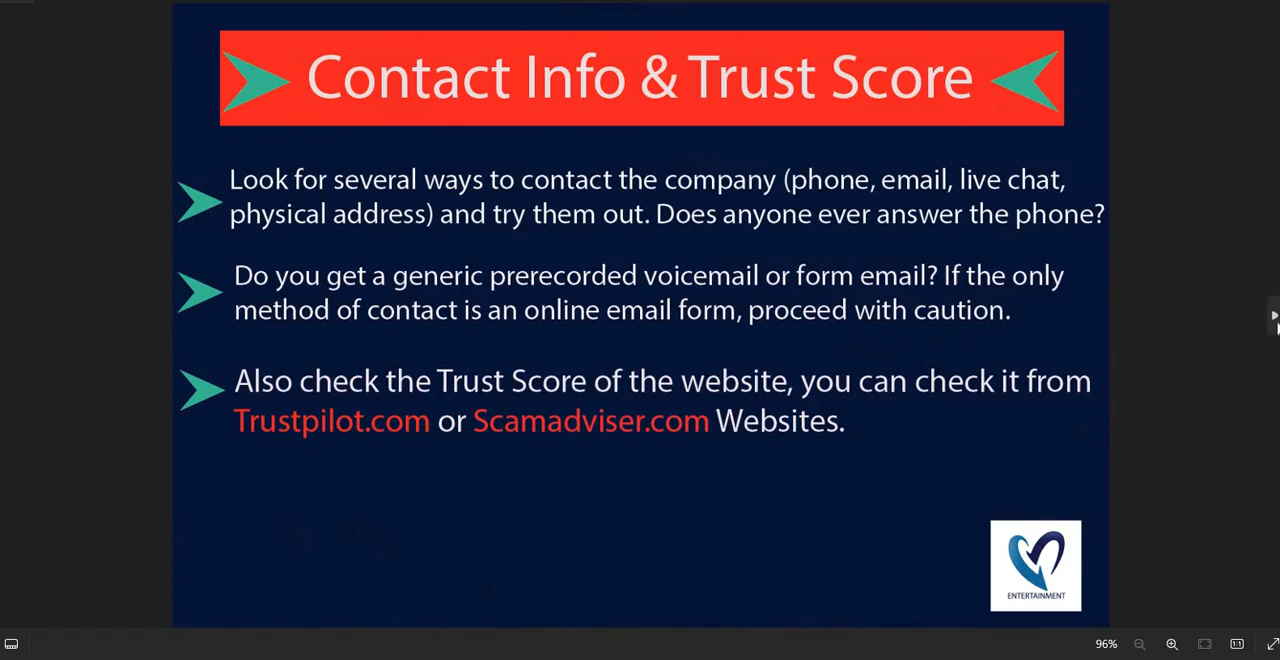 Contact Info & Trust Score
Look for several ways to contact the company (phone, email, live chat,
physical address) and try them out. Does anyone ever answer the phone?
Do you get a generic prerecorded voicemail or form email? If the only
method of contact is an online email form, proceed with caution.
Also check the Trust Score of the website, you can check it from
Trustpilot.com or Scamadviser.com Websites.
ENTERTAINMENT
96%
1:1